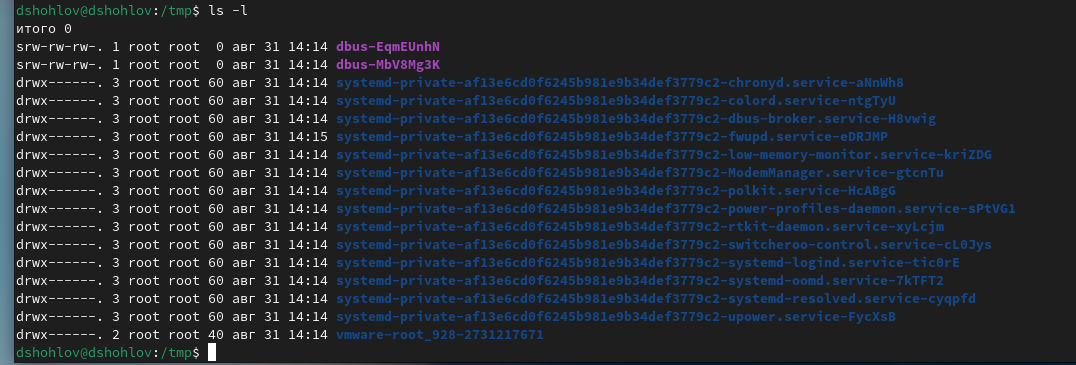 dshohlov@dshohlov:/tmp$ ls -l
итого 0
srw-rw-rw-. 1 root root  0 авг 31 14:14 dbus-EqmEUnhN
srw-rw-rw-. 1 root root  0 авг 31 14:14 dbus-MbV8Mg3K
drwx------. 3 root root 60 авг 31 14:14 systemd-private-af13e6cd0f6245b981e9b34def3779c2-chronyd.service-aNnWh8
drwx------. 3 root root 60 авг 31 14:14 systemd-private-af13e6cd0f6245b981e9b34def3779c2-colord.service-ntgTyU
drwx------. 3 root root 60 авг 31 14:14 systemd-private-af13e6cd0f6245b981e9b34def3779c2-dbus-broker.service-H8vwig
drwx------. 3 root root 60 авг 31 14:15 systemd-private-af13e6cd0f6245b981e9b34def3779c2-fwupd.service-eDRJMP
drwx------. 3 root root 60 авг 31 14:14 systemd-private-af13e6cd0f6245b981e9b34def3779c2-low-memory-monitor.service-kriZDG
drwx------. 3 root root 60 авг 31 14:14 systemd-private-af13e6cd0f6245b981e9b34def3779c2-ModemManager.service-gtcnTu
drwx------. 3 root root 60 авг 31 14:14 systemd-private-af13e6cd0f6245b981e9b34def3779c2-polkit.service-HcABgG
drwx------. 3 root root 60 авг 31 14:14 systemd-private-af13e6cd0f6245b981e9b34def3779c2-power-profiles-daemon.service-sPtVG1
drwx------. 3 root root 60 авг 31 14:14 systemd-private-af13e6cd0f6245b981e9b34def3779c2-rtkit-daemon.service-xyLcjm
drwx------. 3 root root 60 авг 31 14:14 systemd-private-af13e6cd0f6245b981e9b34def3779c2-switcheroo-control.service-cL0Jys
drwx------. 3 root root 60 авг 31 14:14 systemd-private-af13e6cd0f6245b981e9b34def3779c2-systemd-logind.service-tic0rE
drwx------. 3 root root 60 авг 31 14:14 systemd-private-af13e6cd0f6245b981e9b34def3779c2-systemd-oomd.service-7kTFT2
drwx------. 3 root root 60 авг 31 14:14 systemd-private-af13e6cd0f6245b981e9b34def3779c2-systemd-resolved.service-cyqpfd
drwx------. 3 root root 60 авг 31 14:14 systemd-private-af13e6cd0f6245b981e9b34def3779c2-upower.service-FycXsB
drwx------. 2 root root 40 авг 31 14:14 vmware-root_928-2731217671
dshohlov@dshohlov:/tmp$